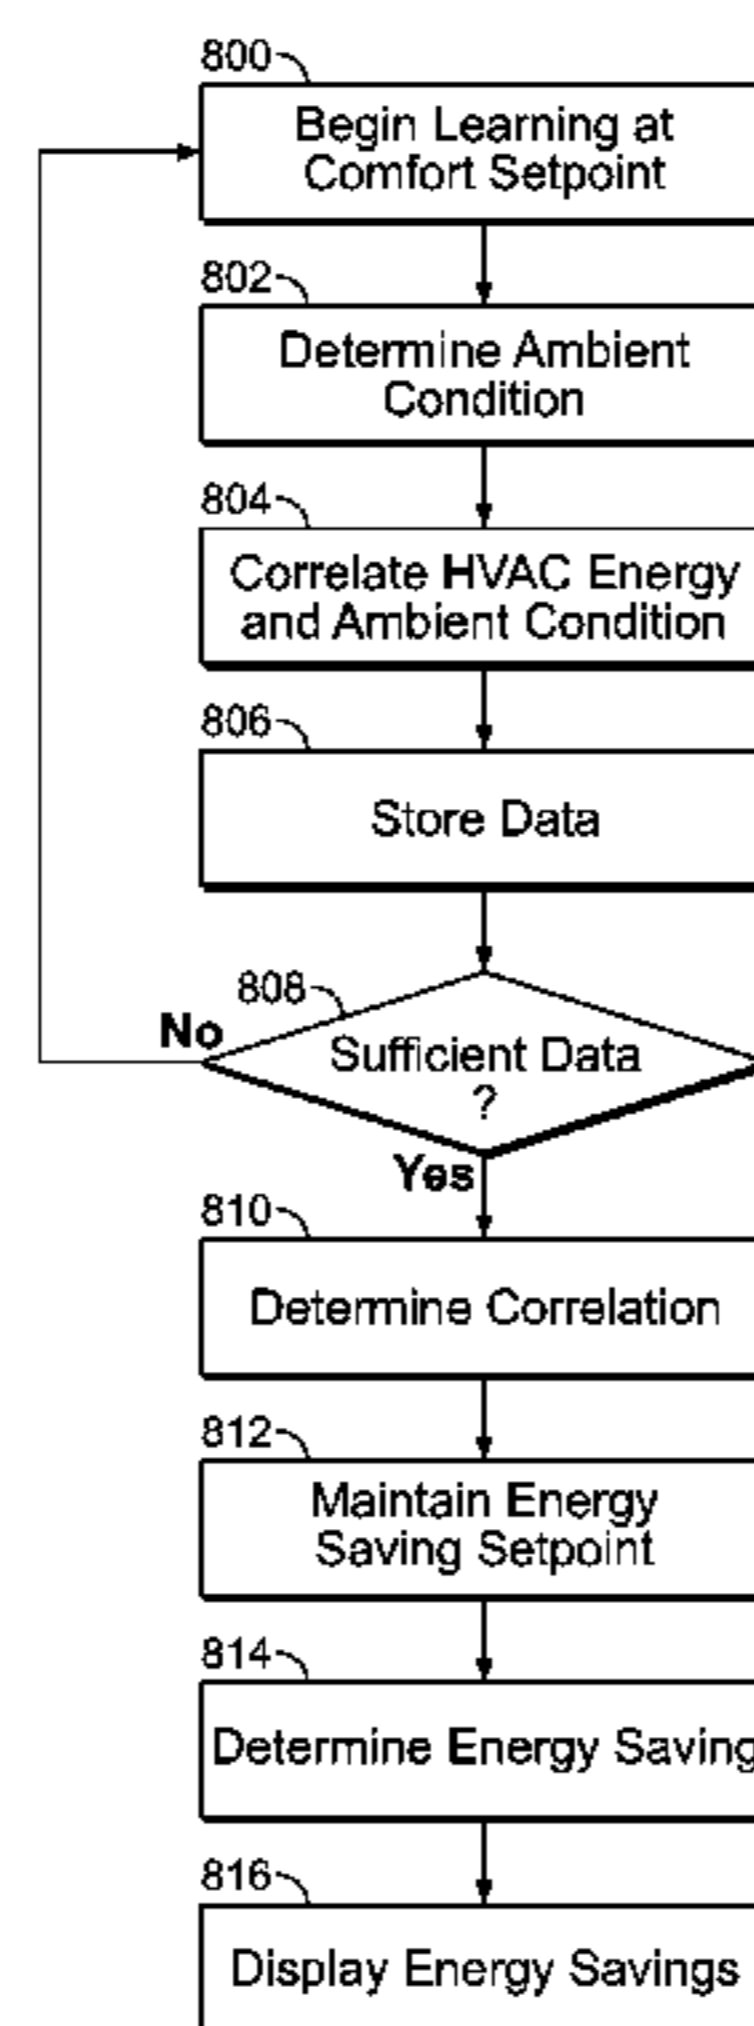 800
Begin Learning at
Comfort Setpoint
802
Determine Ambient
Condition
804
Correlate HVAC Energy
and Ambient Condition
806
Store Data
808
No
Sufficient Data
?
Yes
810
Determine Correlation
812
Maintain Energy
Saving Setpoint
814
Determine Energy Saving
816
Display Energy Savings